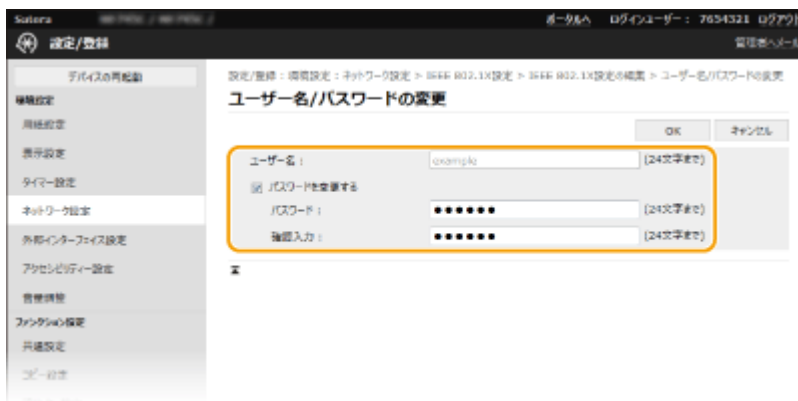 Satera
ポータルへ ログインユーザー： 7654321 ログアウト
設定/登録
管理者へメール
デバイスの再起動
設定/登録 : 環境設定 : ネットワーク設定 > IEEE 802.1X設定 > IEEE 802.1X設定の編集 > ユーザー名/パスワードの変更
ユーザー名/パスワードの変更
OK キャンセル
環境設定
用紙設定
表示設定
タイマー設定
ネットワーク設定
外部インターフェイス設定
アクセシビリティー設定
音量調整
ファンクション設定
共通設定
コピー設定
ユーザー名 :
example
(24文字まで)
パスワードを変更する
パスワード :
●●●●●●
(24文字まで)
確認入力 :
●●●●●●
(24文字まで)